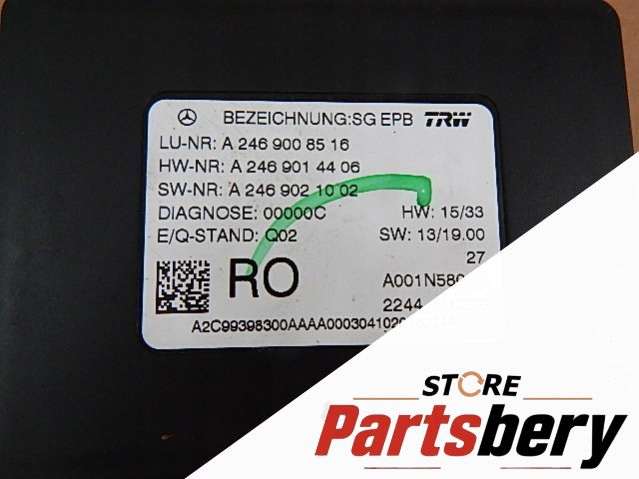 BEZEICHNUNG:SG EPB TRW
LU-NR: A 246 900 85 16
HW-NR: A 246 901 44 06
SW-NR: A 246 902 10 02
DIAGNOSE: 00000C HW: 15/33
E/Q-STAND: Q02 SW: 13/19.00
27
RO
2244
STORE
Partsbery